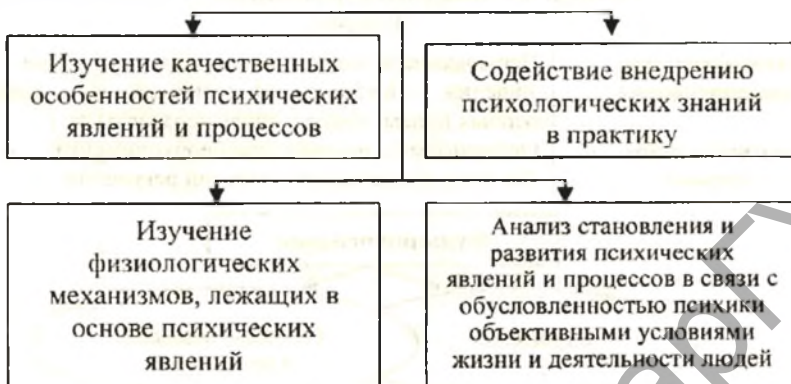 Изучение качественных
особенностей психических
явлений и процессов
Содействие внедрению
психологических знаний
в практику
Изучение
физиологических
механизмов, лежащих в
основе психических
явлений
Анализ становления и
развития психических
явлений и процессов в связи с
обусловленностью психики
объективными условиями
жизни и деятельности людей